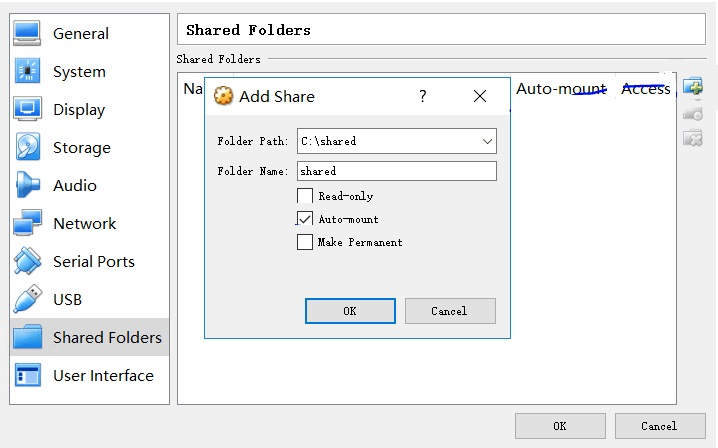 General
System
Display
Storage
Audio
Network
Serial Ports
USB
Shared Folders
User Interface
Shared Folders
Shared Folders
Na
Auto-mount
Access
Add Share
?
Folder Path:
C:\shared
Folder Name:
shared
Read-only
Auto-mount
Make Permanent
OK
Cancel
OK
Cancel